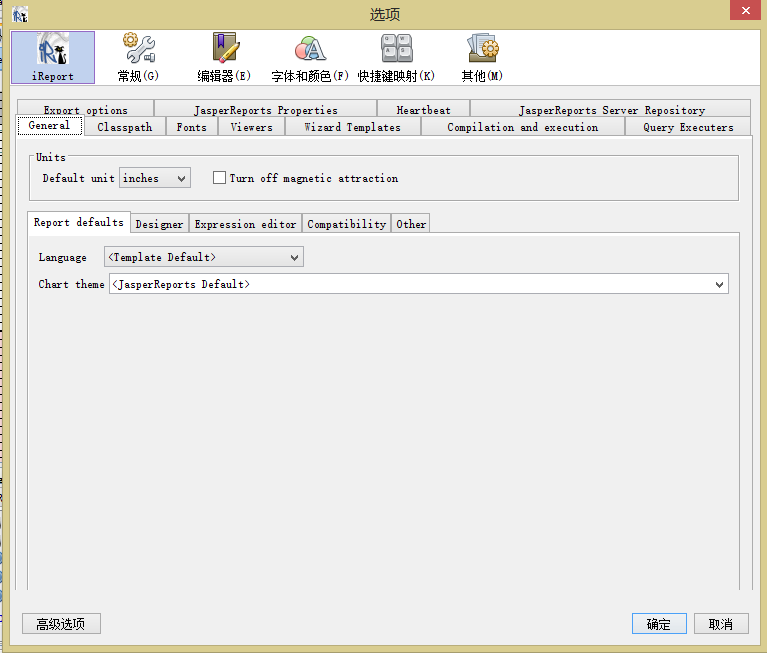 选项
iReport 常规(G) 编辑器(E) 字体和颜色(F) 快捷键映射(K) 其他(M)
Export options JasperReports Properties Heartbeat JasperReports Server Repository
General Classpath Fonts Viewers Wizard Templates Compilation and execution Query Executers
Units
Default unit inches Turn off magnetic attraction
Report defaults Designer Expression editor Compatibility Other
Language <Template Default>
Chart theme <JasperReports Default>
高级选项 确定 取消